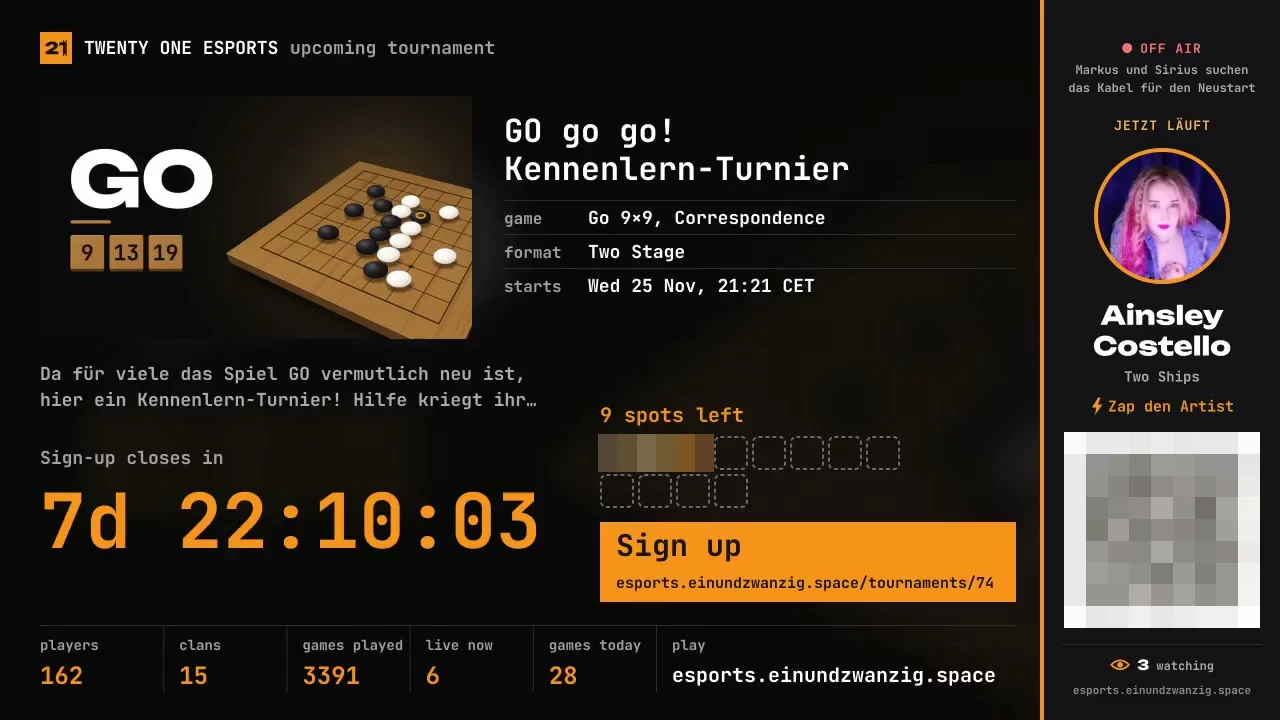 21 TWENTY ONE ESPORTS upcoming tournament
GO
9 13 19
GO go go!
Kennenlern-Turnier
game Go 9×9, Correspondence
format Two Stage
starts Wed 25 Nov, 21:21 CET
Da für viele das Spiel GO vermutlich neu ist,
hier ein Kennenlern-Turnier! Hilfe kriegt ihr…
Sign-up closes in
7d 22:10:03
9 spots left
Sign up
esports.einundzwanzig.space/tournaments/74
players
162
clans
15
games played
3391
live now
6
games today
28
play
esports.einundzwanzig.space
OFF AIR
Markus und Sirius suchen
das Kabel für den Neustart
JETZT LÄUFT
Ainsley
Costello
Two Ships
Zap den Artist
3 watching
esports.einundzwanzig.space